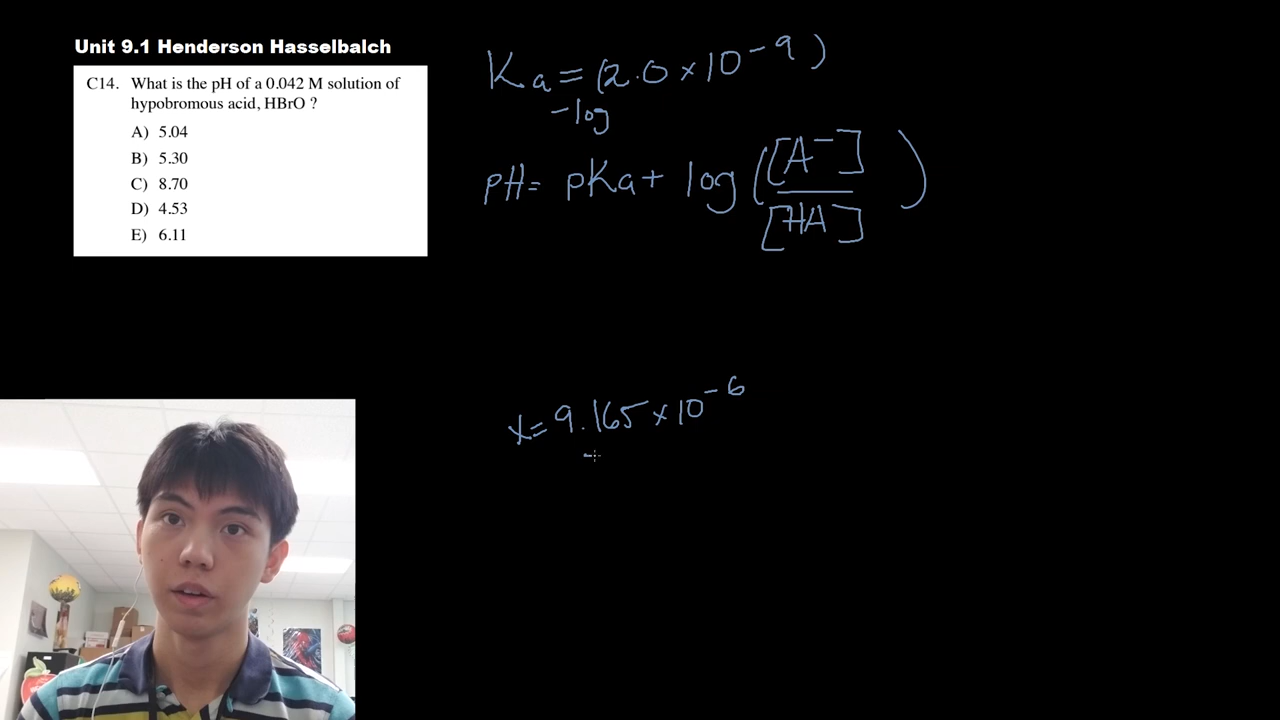 Unit 9.1 Henderson Hasselbalch
C14. What is the pH of a 0.042 M solution of
hypobromous acid, HBrO ?
A) 5.04
B) 5.30
C) 8.70
D) 4.53
E) 6.11
Ka = (2.0 × 10⁻⁹)
-log
pH = pKa + log ([A⁻]/[HA])
x = 9.165 × 10⁻⁶